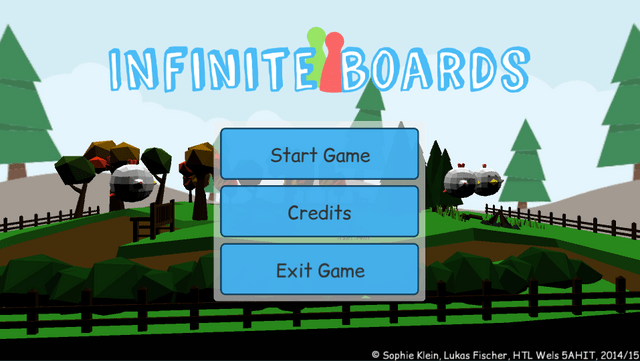 INFINITE BOARDS
Start Game
Credits
Exit Game
© Sophie Klein, Lukas Fischer, HTL Wels 5AHIT, 2014/15